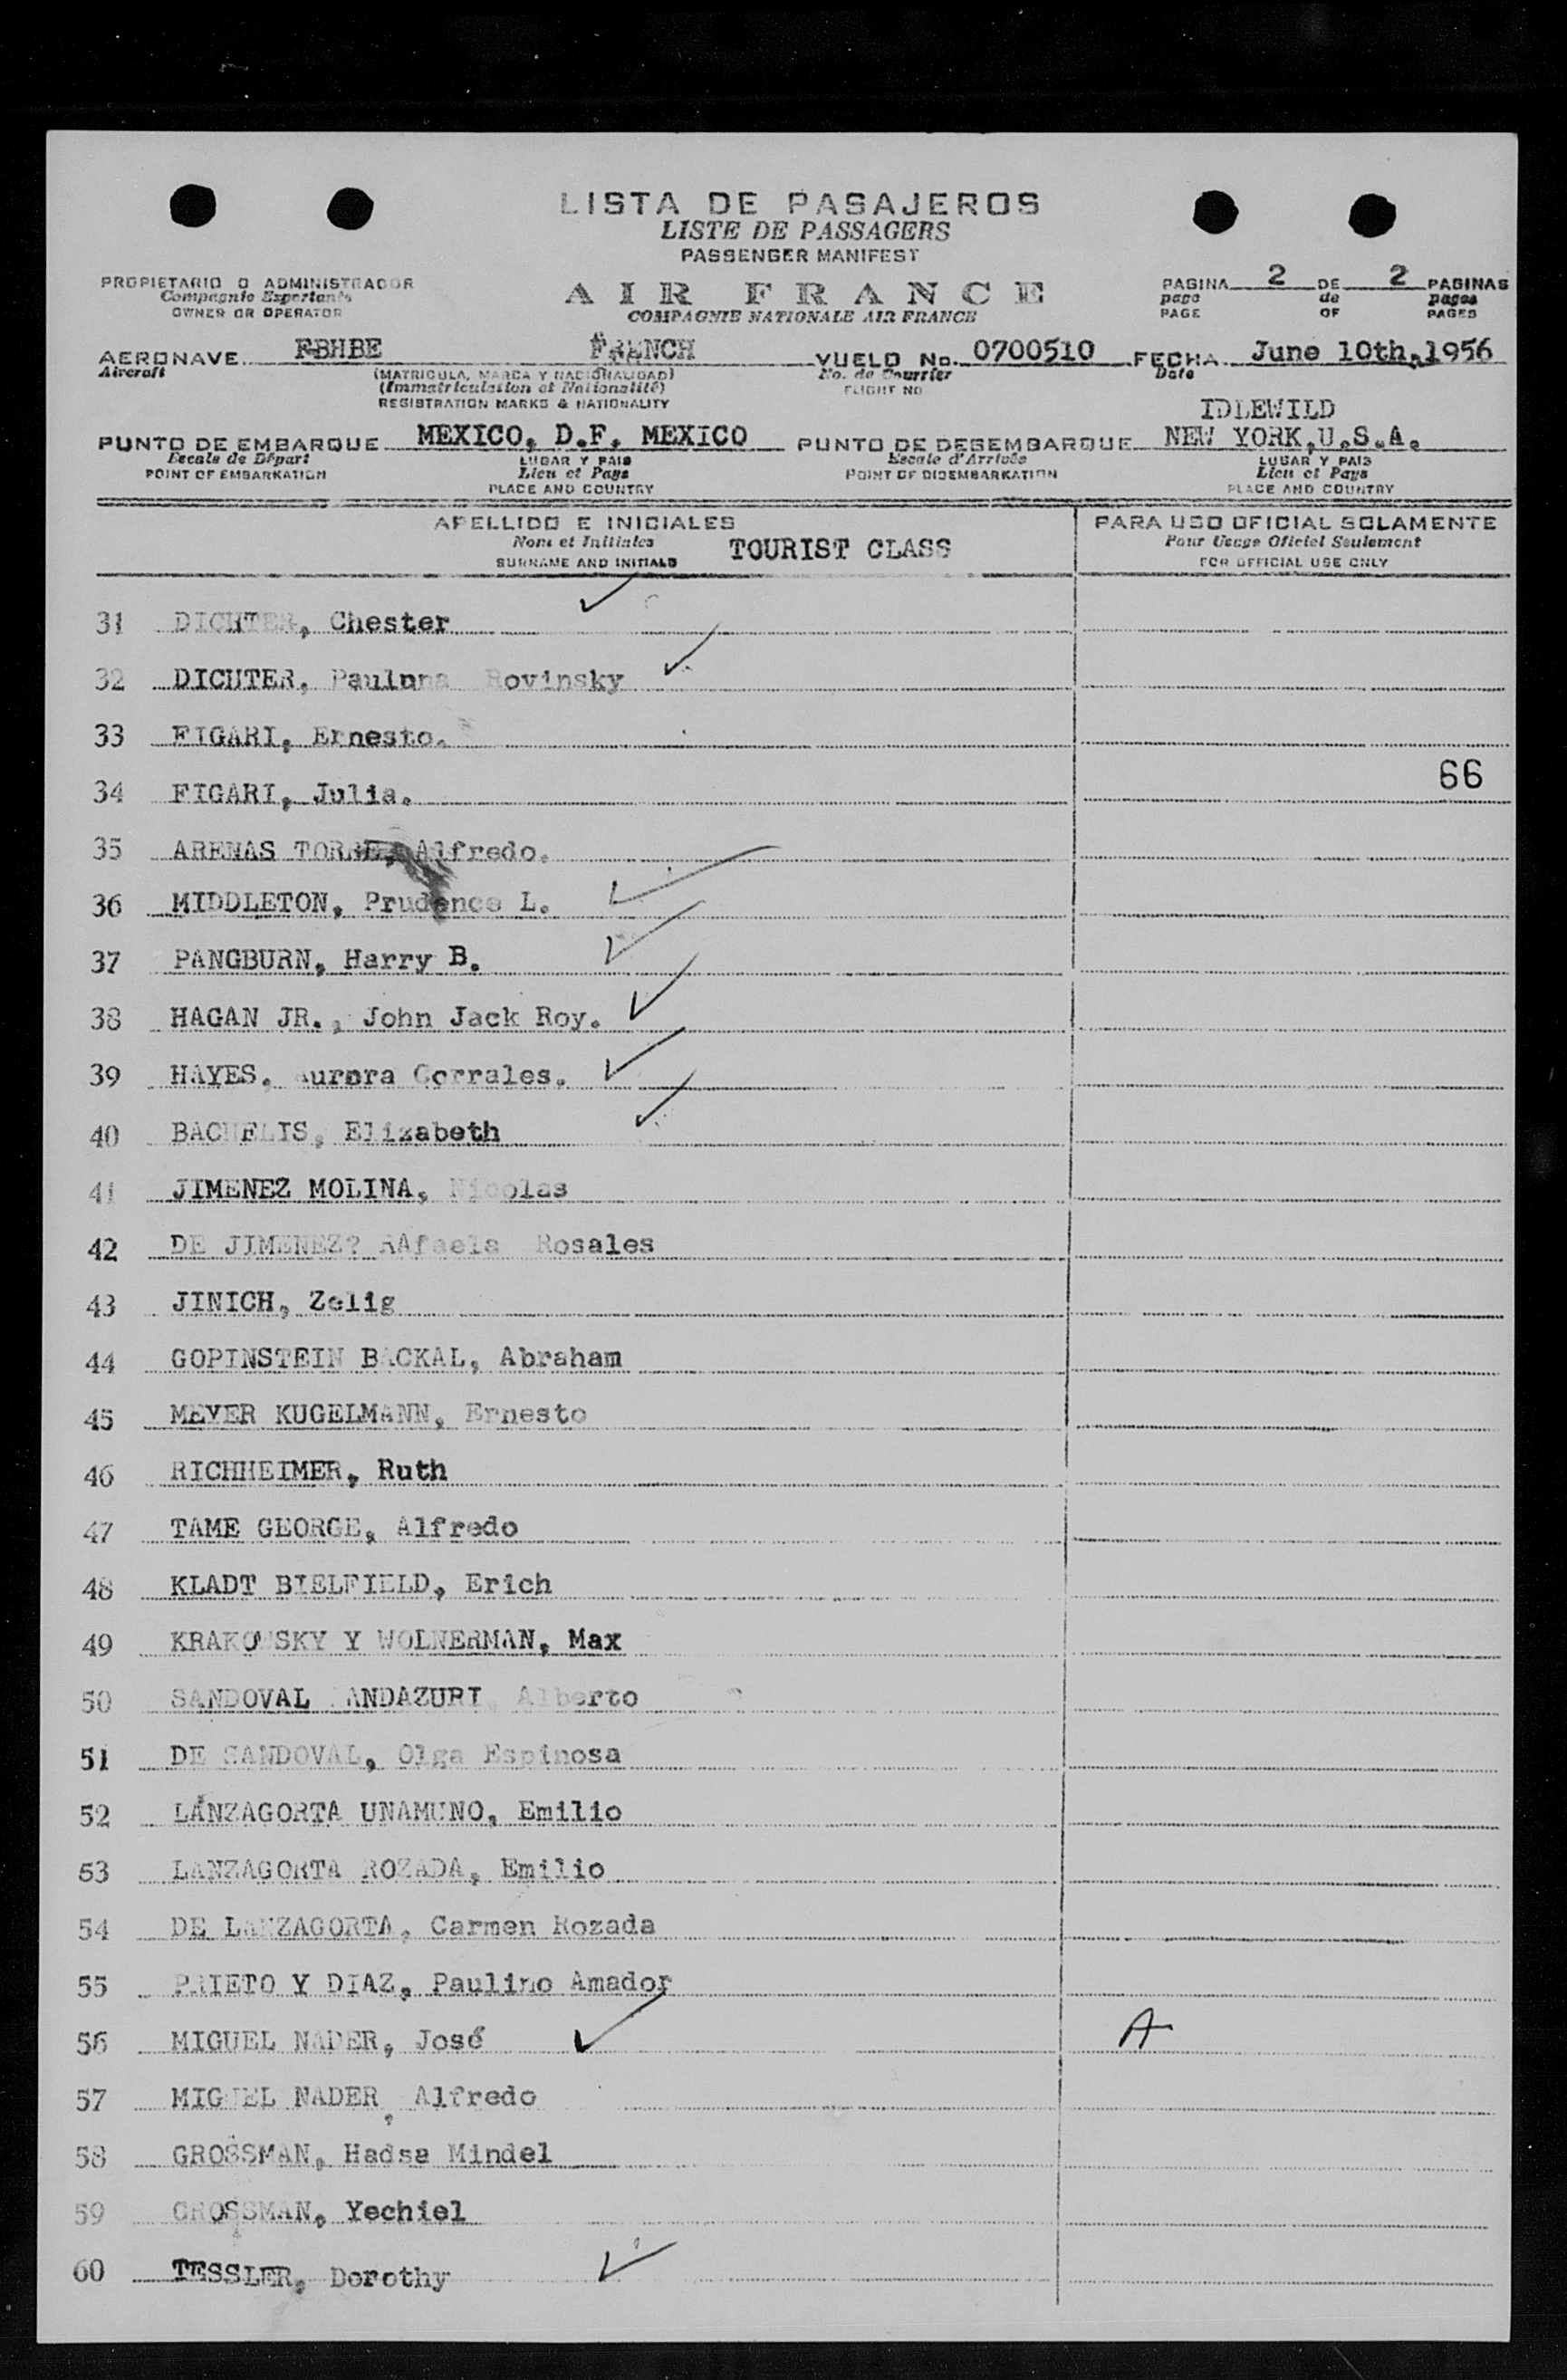 LISTA DE PASAJEROS
LISTE DE PASSAGERS
PASSENGER MANIFEST
PROPIETARIO O ADMINISTRADOR
Compagnie Exportante
OWNER OR OPERATOR
AIR FRANCE
COMPAGNIE NATIONALE AIR FRANCE
PAGINA 2 DE 2 PAGINAS
page de pages
PAGE OF PAGES
AERONAVE FBHBE FRENCH VUELO No. 0700510 FECHA June 10th, 1956
Aircraft (MATRICULA, MARCA Y NACIONALIDAD) No. de Courrier Date
(Immatriculation et Nationalité) FLIGHT NO
REGISTRATION MARKS & NATIONALITY
IDLEWILD
PUNTO DE EMBARQUE MEXICO, D.F. MEXICO PUNTO DE DESEMBARQUE NEW YORK, U.S.A.
Escale de Départ LUGAR Y PAIS Escale d'Arrivée LUGAR Y PAIS
POINT OF EMBARKATION Lieu et Pays POINT OF DISEMBARKATION Lieu et Pays
PLACE AND COUNTRY PLACE AND COUNTRY
APELLIDO E INICIALES PARA USO OFICIAL SOLAMENTE
Nom et Initiales TOURIST CLASS Pour Usage Oficiel Seulement
SURNAME AND INITIALS FOR OFFICIAL USE ONLY
31 DICHTER, Chester
32 DICHTER, Paulina Rovinsky
33 FIGARI, Ernesto.
34 FIGARI, Julia. 66
35 ARENAS TORRE, Alfredo.
36 MIDDLETON, Prudence L.
37 PANGBURN, Harry B.
38 HAGAN JR., John Jack Roy.
39 HAYES, Aurora Corrales.
40 BACHELIS, Elizabeth
41 JIMENEZ MOLINA, Nicolas
42 DE JIMENEZ? RAfaela Rosales
43 JINICH, Zelig
44 GOPINSTEIN BACKAL, Abraham
45 MEYER KUGELMANN, Ernesto
46 RICHHEIMER, Ruth
47 TAME GEORGE, Alfredo
48 KLADT BIELFIELD, Erich
49 KRAKOWSKY Y WOLNERMAN, Max
50 SANDOVAL LANDAZURI, Alberto
51 DE SANDOVAL, Olga Espinosa
52 LANZAGORTA UNAMUNO, Emilio
53 LANZAGORTA ROZADA, Emilio
54 DE LANZAGORTA, Carmen Rozada
55 PRIETO Y DIAZ, Paulino Amador
56 MIGUEL NADER, José A
57 MIGUEL NADER, Alfredo
58 GROSSMAN, Hadsa Mindel
59 GROSSMAN, Yechiel
60 TESSLER, Dorothy